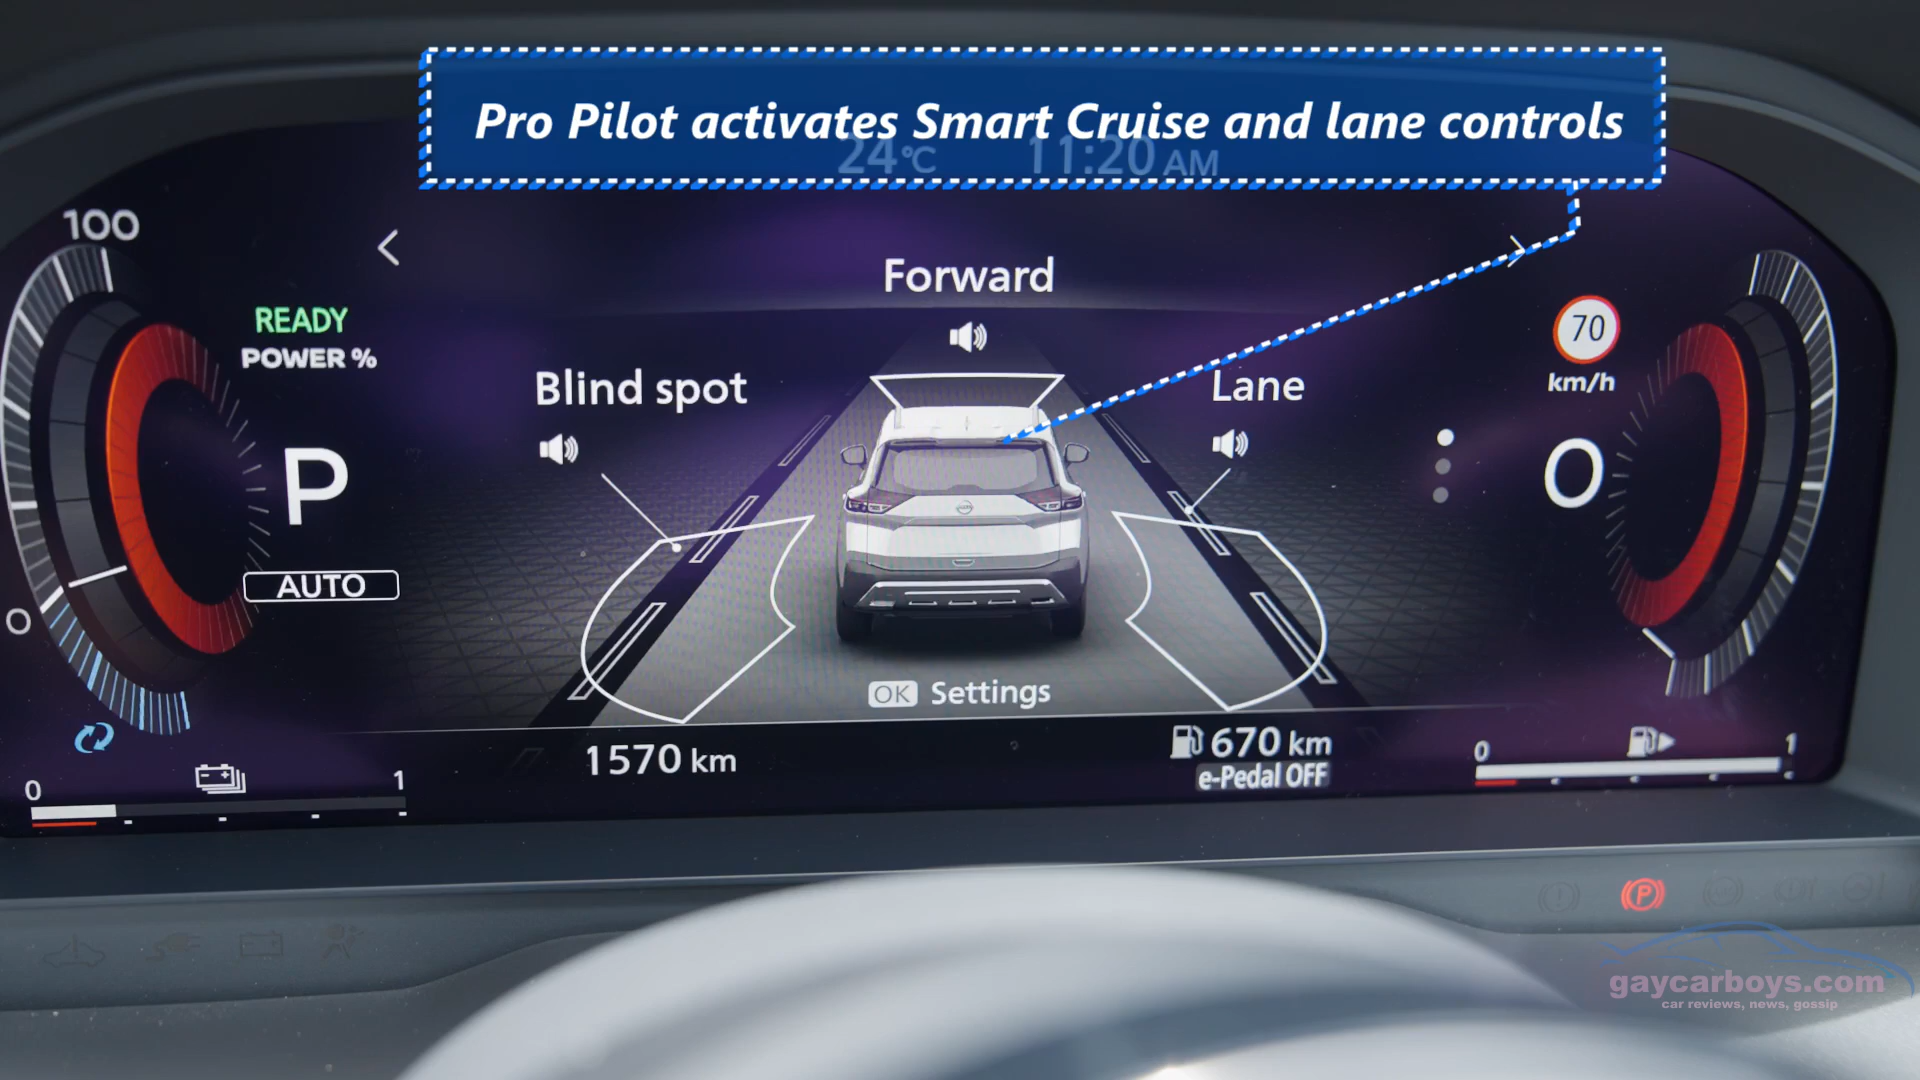 Pro Pilot activates Smart Cruise and lane controls
24°C 11:20 AM
100
Forward
READY
POWER %
70
km/h
Blind spot
Lane
P
0
AUTO
0
OK Settings
1570 km
670 km
e-Pedal OFF
0 1
0 1
P
gaycarboys.com
car reviews, news, gossip